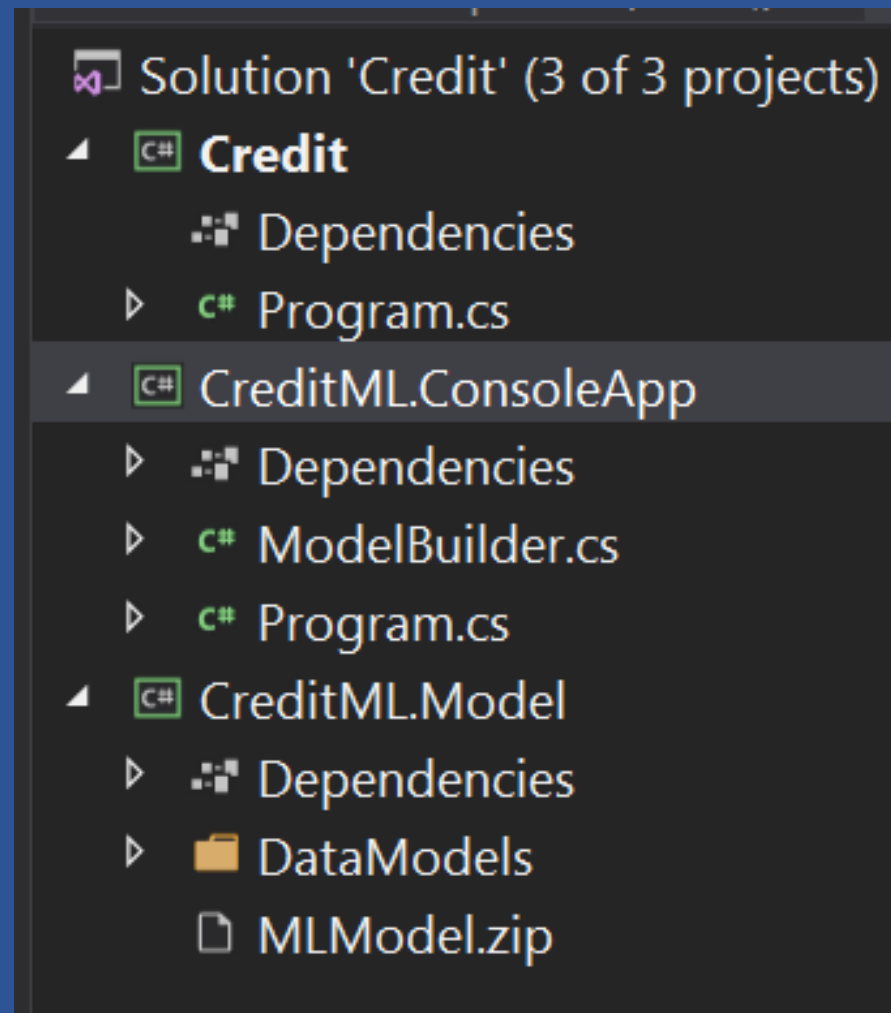 Solution 'Credit' (3 of 3 projects)
C# Credit
Dependencies
C# Program.cs
C# CreditML.ConsoleApp
Dependencies
C# ModelBuilder.cs
C# Program.cs
C# CreditML.Model
Dependencies
DataModels
MLModel.zip